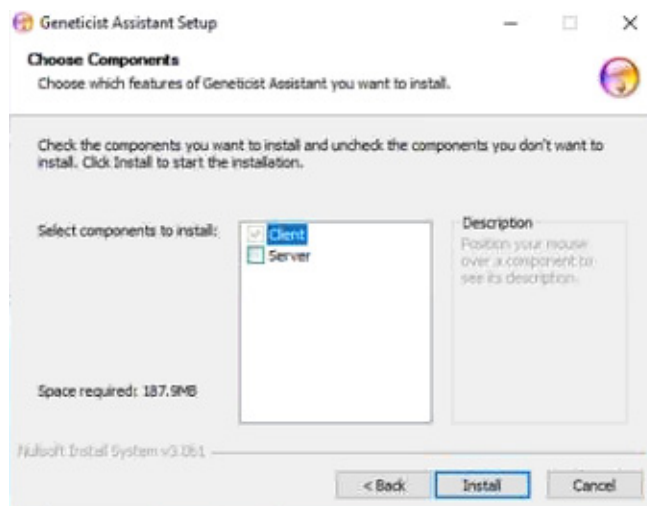 Geneticist Assistant Setup
Choose Components
Choose which features of Geneticist Assistant you want to install.
Check the components you want to install and uncheck the components you don't want to
install. Click Install to start the installation.
Select components to install:
Client
Server
Description
Position your mouse
over a component to
see its description.
Space required: 187.9MB
Nullsoft Install System v3.051
< Back
Install
Cancel